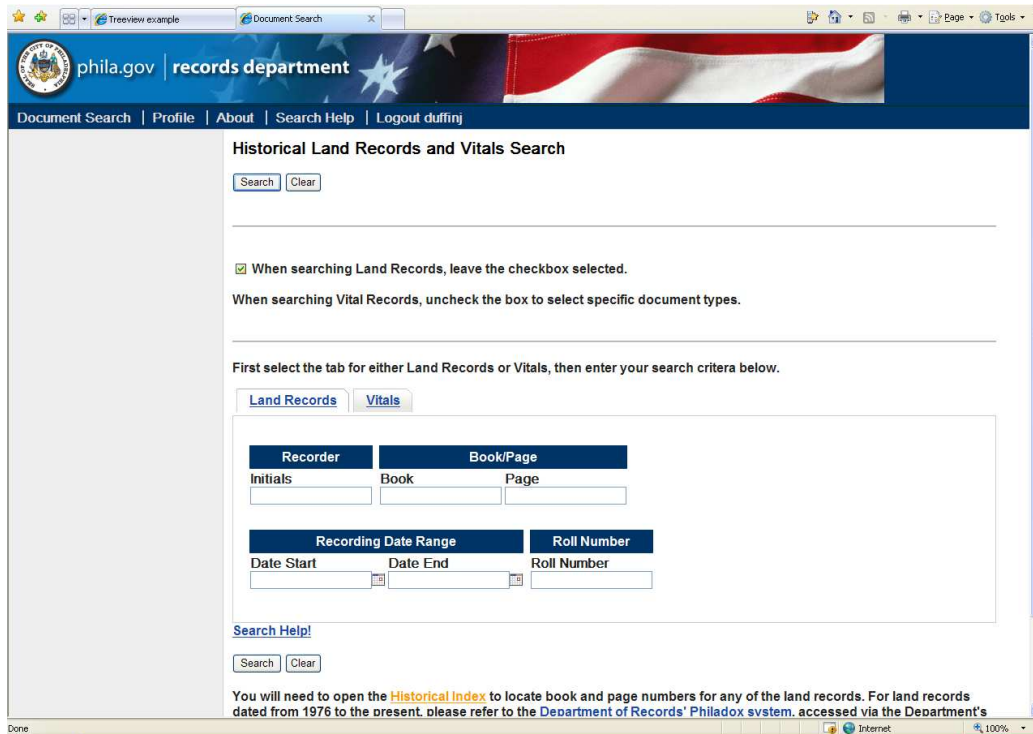 Treeview example
Document Search
X
Page
Tools
phila.gov | records department
Document Search | Profile | About | Search Help | Logout duffinj
Historical Land Records and Vitals Search
Search Clear
When searching Land Records, leave the checkbox selected.
When searching Vital Records, uncheck the box to select specific document types.
First select the tab for either Land Records or Vitals, then enter your search critera below.
Land Records Vitals
Recorder Book/Page
Initials Book Page
Recording Date Range Roll Number
Date Start Date End Roll Number
Search Help!
Search Clear
You will need to open the Historical Index to locate book and page numbers for any of the land records. For land records
dated from 1976 to the present, please refer to the Department of Records' Philadox system, accessed via the Department's
Done Internet 100%